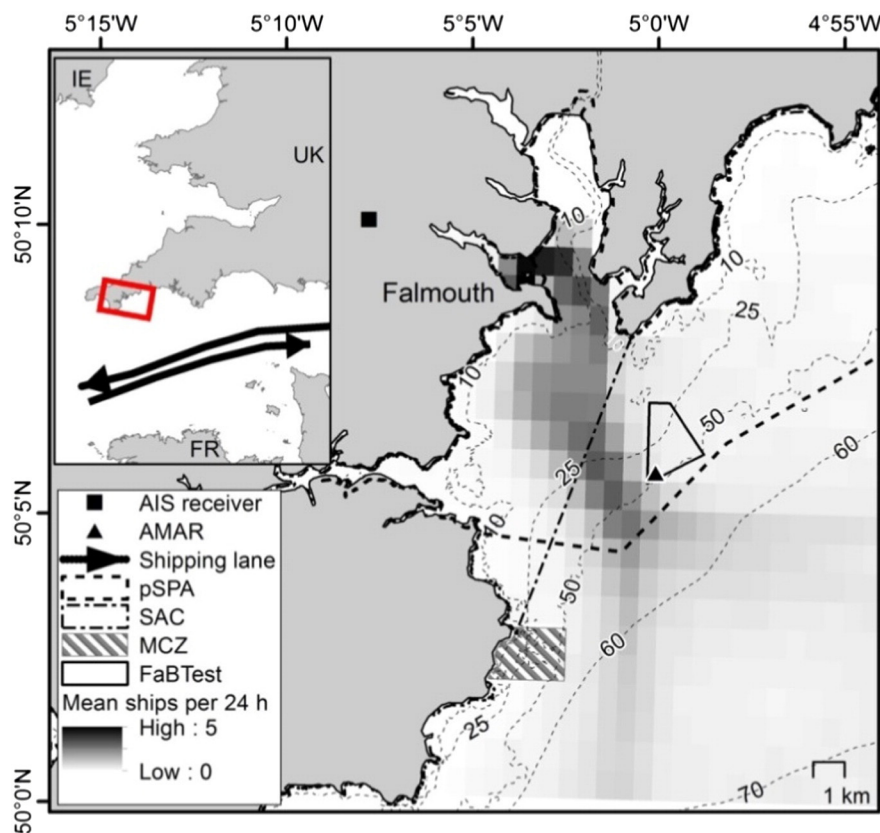 5°15'W 5°10'W 5°5'W 5°0'W 4°55'W
IE
UK
FR
50°10'N
50°5'N
50°0'N
Falmouth
10
10
25
10
50
60
25
10
50
60
25
70
1 km
AIS receiver
AMAR
Shipping lane
pSPA
SAC
MCZ
FaBTest
Mean ships per 24 h
High : 5
Low : 0